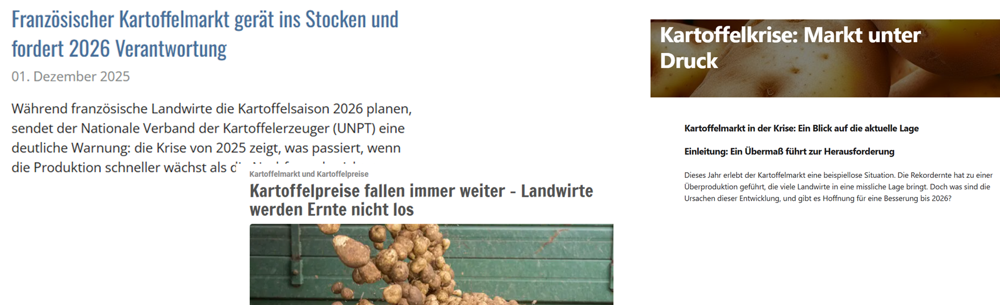 Französischer Kartoffelmarkt gerät ins Stocken und
fordert 2026 Verantwortung
01. Dezember 2025
Während französische Landwirte die Kartoffelsaison 2026 planen,
sendet der Nationale Verband der Kartoffelerzeuger (UNPT) eine
deutliche Warnung: die Krise von 2025 zeigt, was passiert, wenn
die Produktion schneller wächst als
Kartoffelmarkt und Kartoffelpreise
Kartoffelpreise fallen immer weiter - Landwirte
werden Ernte nicht los
Kartoffelkrise: Markt unter
Druck
Kartoffelmarkt in der Krise: Ein Blick auf die aktuelle Lage
Einleitung: Ein Übermaß führt zur Herausforderung
Dieses Jahr erlebt der Kartoffelmarkt eine beispiellose Situation. Die Rekordernte hat zu einer
Überproduktion geführt, die viele Landwirte in eine missliche Lage bringt. Doch was sind die
Ursachen dieser Entwicklung, und gibt es Hoffnung für eine Besserung bis 2026?